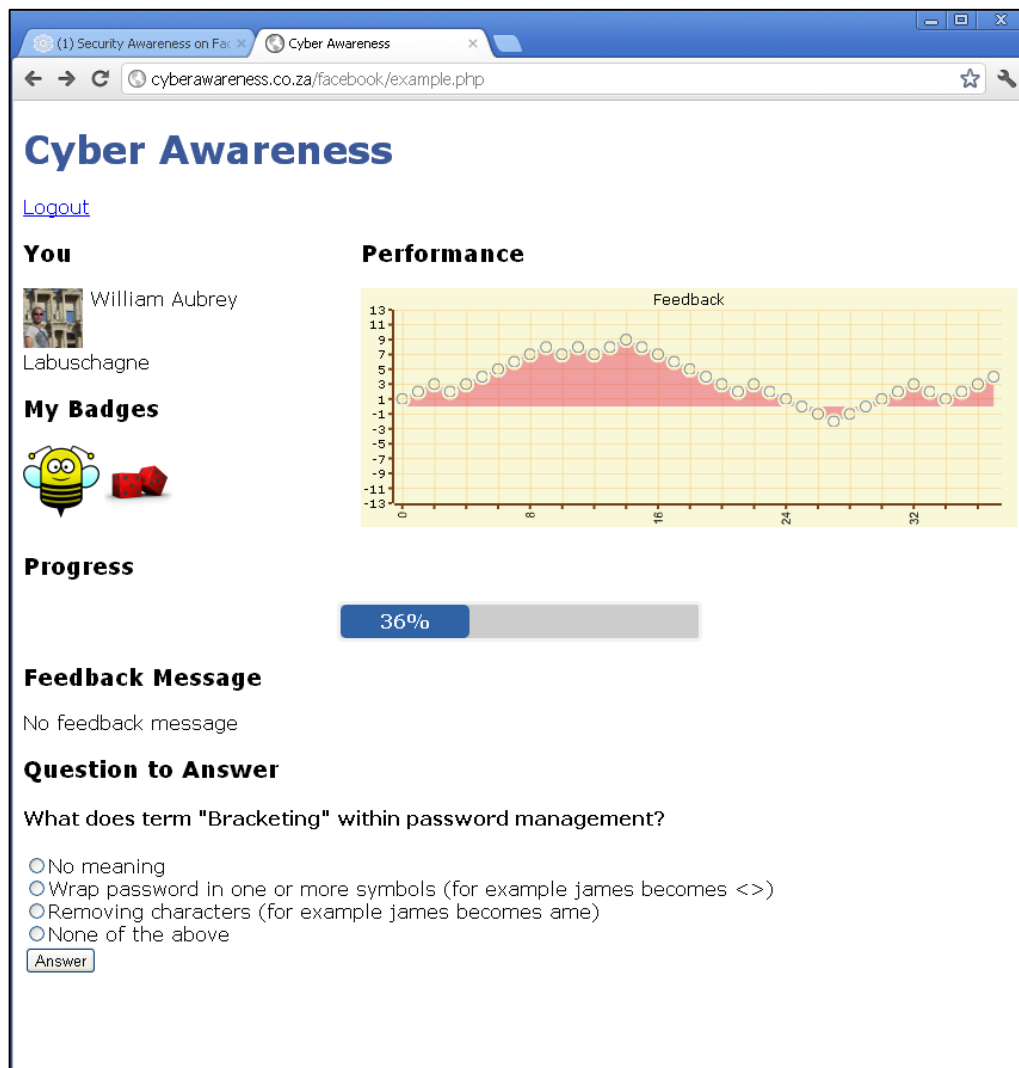 (1) Security Awareness on Fac
Cyber Awareness
cyberawareness.co.za/facebook/example.php
Cyber Awareness
Logout
You
Performance
William Aubrey
Labuschagne
Feedback
13
11
9
7
5
3
1
-1
-3
-5
-7
-9
-11
-13
0
8
16
24
32
My Badges
Progress
36%
Feedback Message
No feedback message
Question to Answer
What does term "Bracketing" within password management?
No meaning
Wrap password in one or more symbols (for example james becomes <>)
Removing characters (for example james becomes ame)
None of the above
Answer